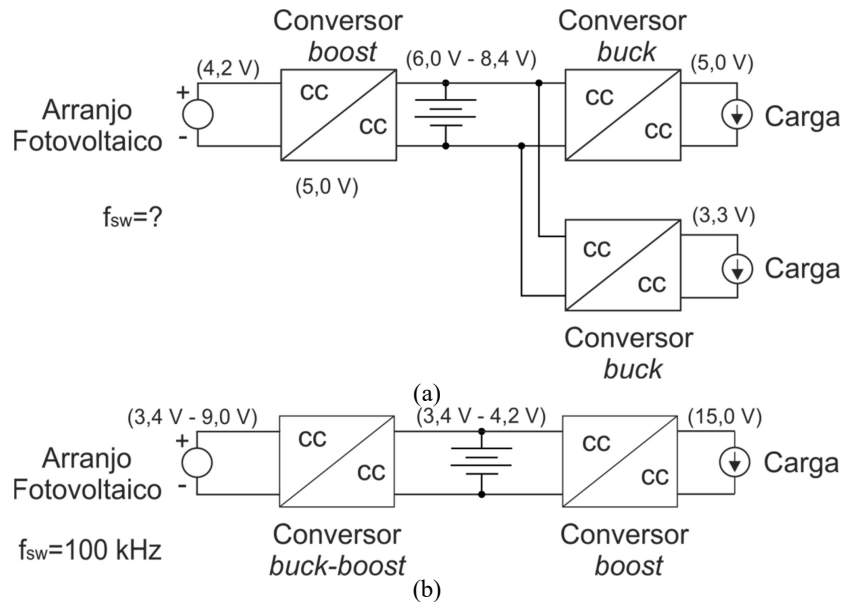 Conversor
boost
Conversor
buck
(4,2 V)
(6,0 V - 8,4 V)
(5,0 V)
+
-
Arranjo
Fotovoltaico
CC
CC
CC
CC
Carga
(5,0 V)
fsw=?
(3,3 V)
CC
CC
Carga
Conversor
buck
(a)
(3,4 V - 9,0 V)
(3,4 V - 4,2 V)
(15,0 V)
+
-
Arranjo
Fotovoltaico
CC
CC
CC
CC
Carga
fsw=100 kHz
Conversor
buck-boost
Conversor
boost
(b)